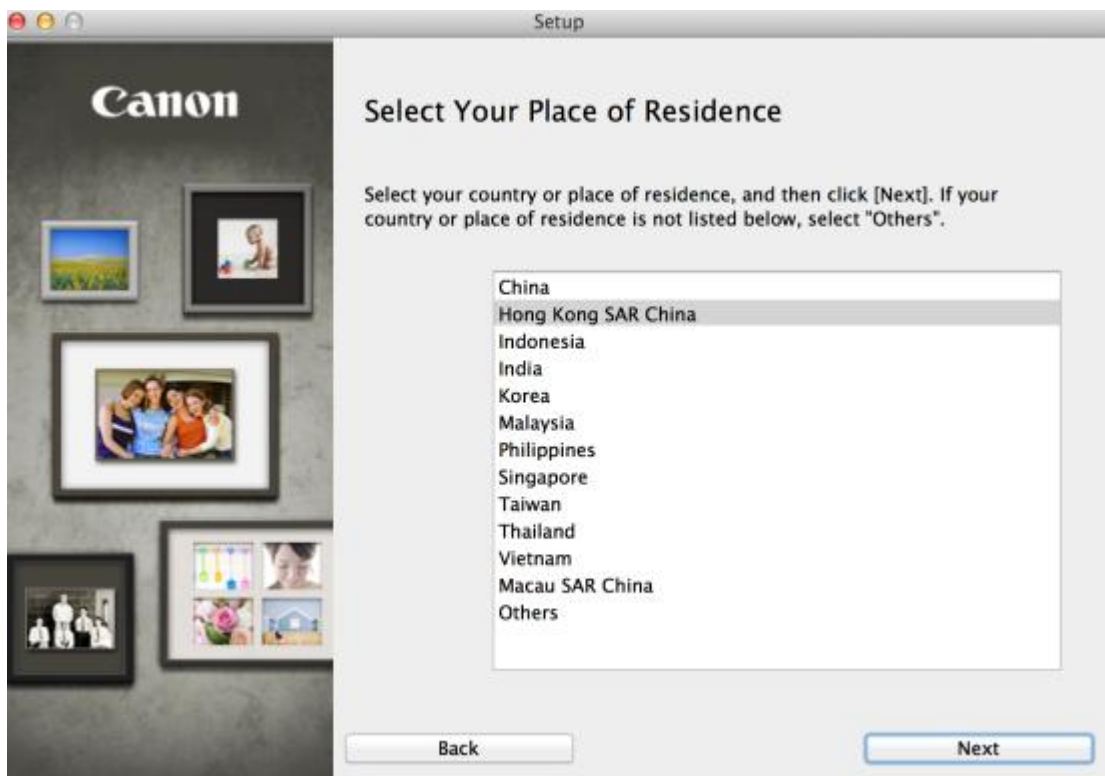 Setup
Canon
Select Your Place of Residence
Select your country or place of residence, and then click [Next]. If your
country or place of residence is not listed below, select "Others".
China
Hong Kong SAR China
Indonesia
India
Korea
Malaysia
Philippines
Singapore
Taiwan
Thailand
Vietnam
Macau SAR China
Others
Back
Next